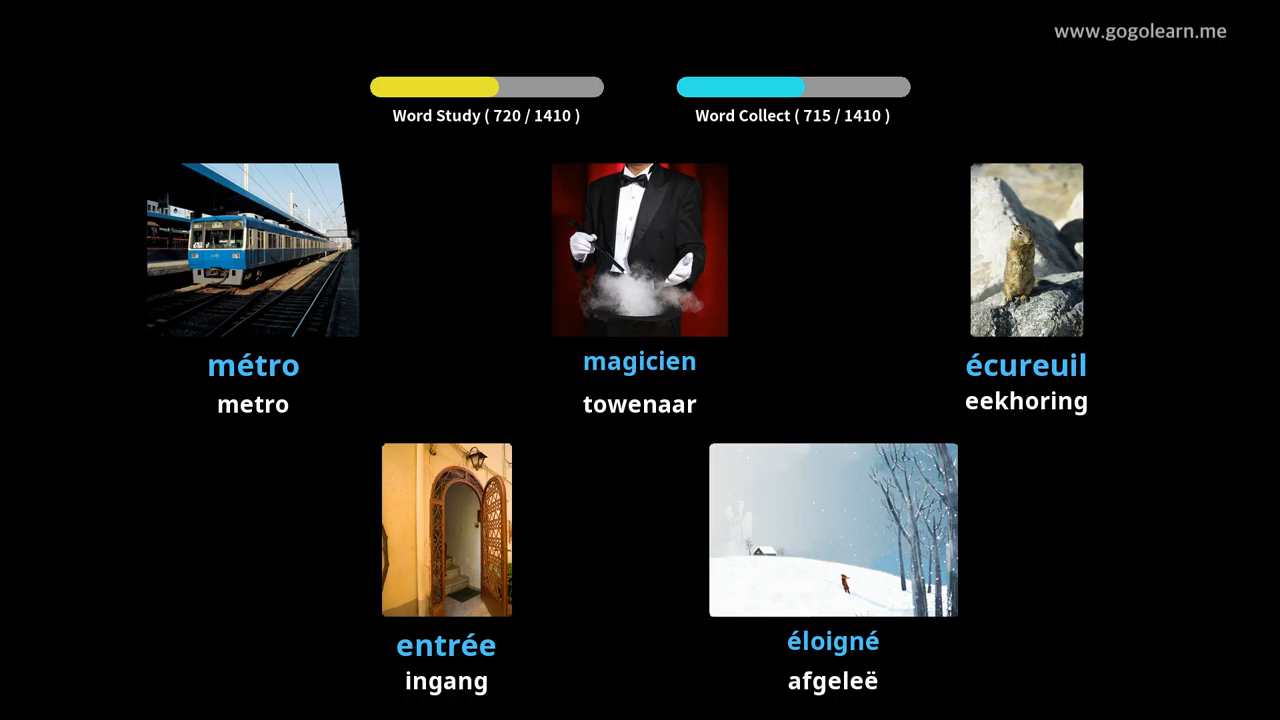 www.gogolearn.me
Word Study ( 720 / 1410 )
Word Collect ( 715 / 1410 )
métro
magicien
écureuil
metro
towenaar
eekhoring
entrée
éloigné
ingang
afgeleë